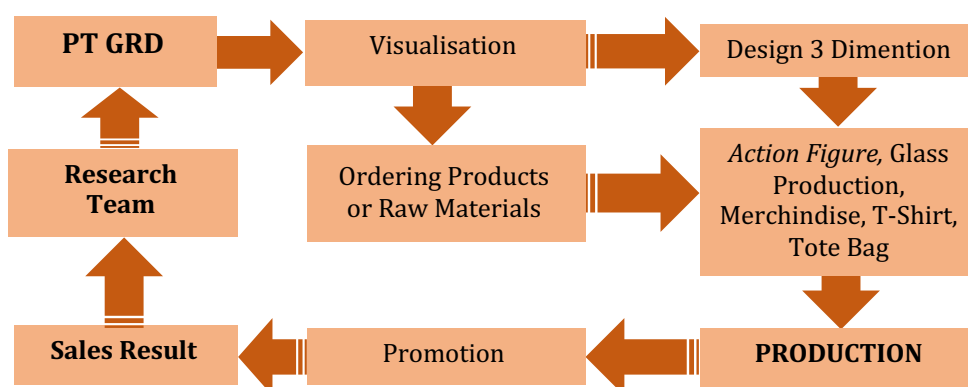 PT GRD
Visualisation
Design 3 Dimention
Research
Team
Ordering Products
or Raw Materials
Action Figure, Glass
Production,
Merchindise, T-Shirt,
Tote Bag
Sales Result
Promotion
PRODUCTION